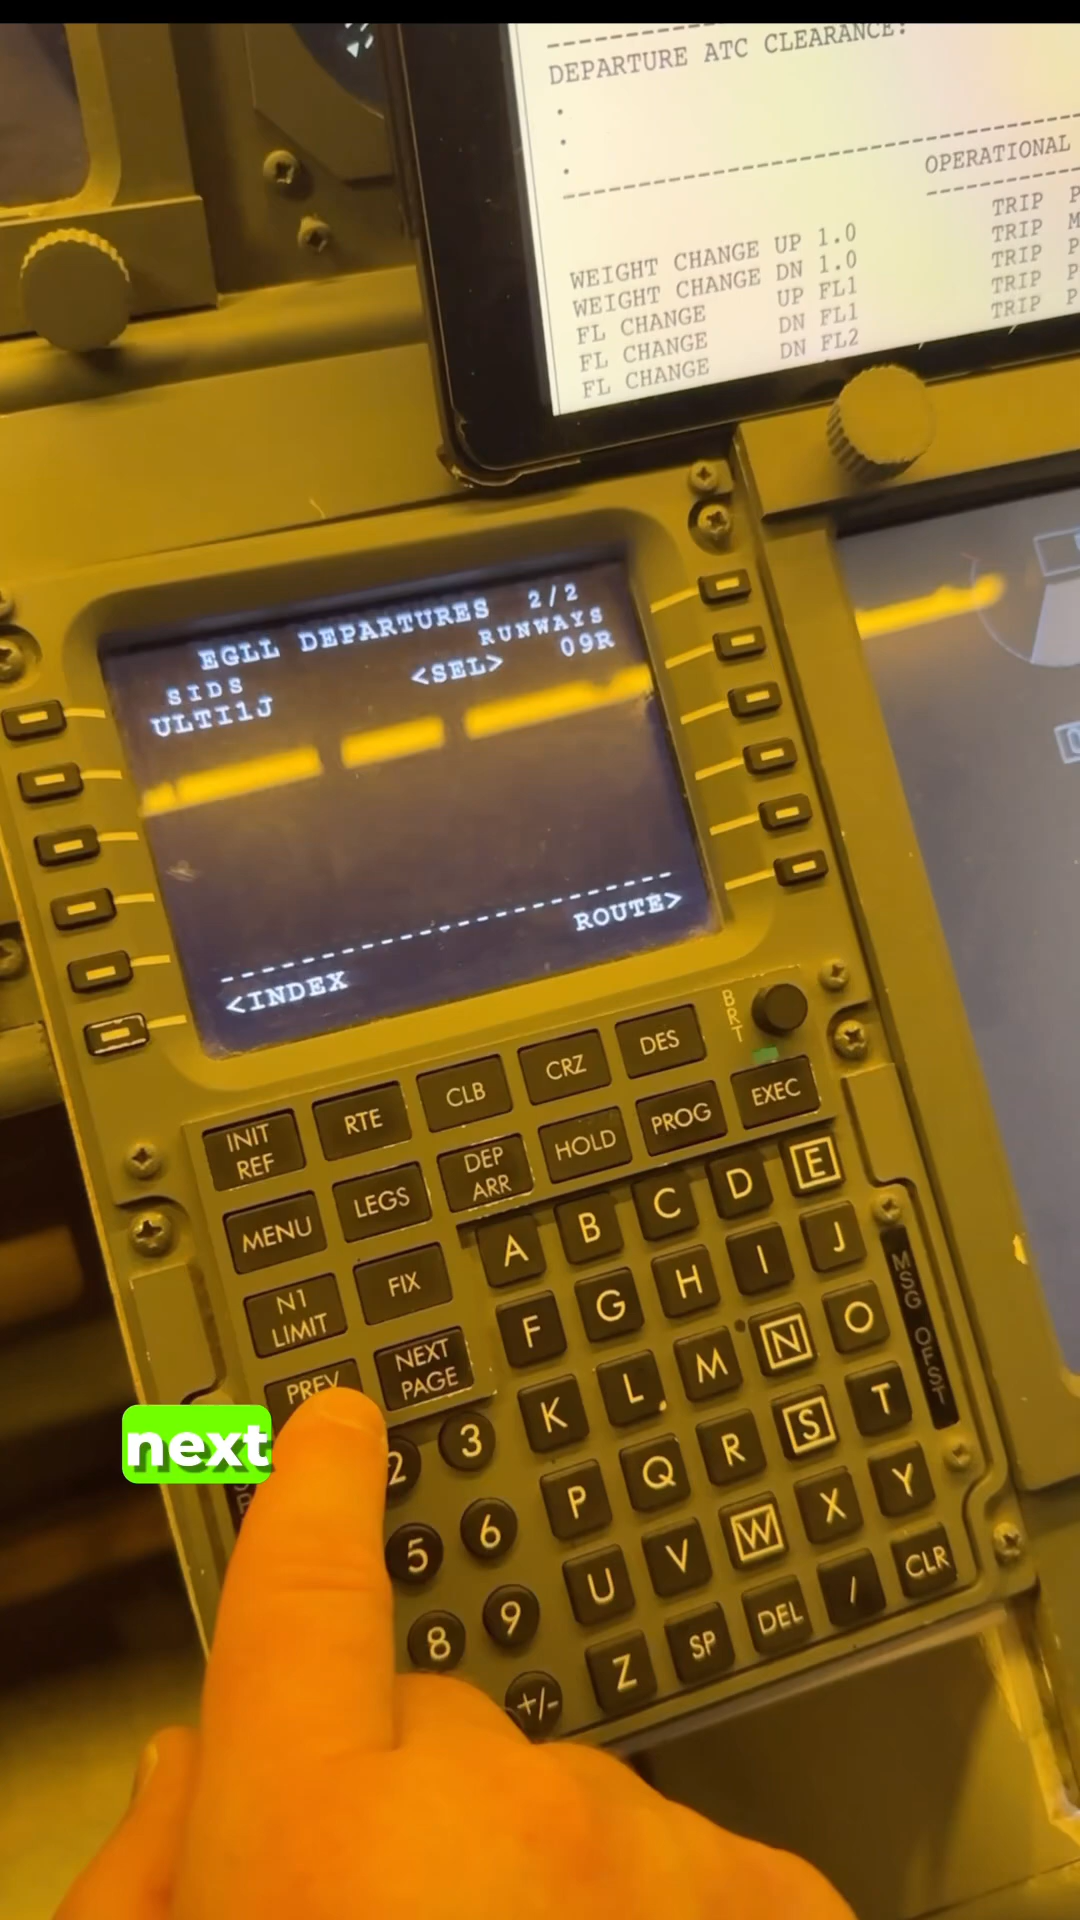 DEPARTURE ATC CLEARANCE:
.
.
.
OPERATIONAL
WEIGHT CHANGE UP 1.0 TRIP P
WEIGHT CHANGE DN 1.0 TRIP M
FL CHANGE UP FL1 TRIP P
FL CHANGE DN FL1 TRIP P
FL CHANGE DN FL2 TRIP P
EGLL DEPARTURES 2/2
SIDS RUNWAYS
ULTI1J <SEL> 09R
<INDEX ROUTE>
BRT
INIT REF
RTE
CLB
CRZ
DES
MENU
LEGS
DEP ARR
HOLD
PROG
EXEC
N1 LIMIT
FIX
PREV
NEXT PAGE
A B C D E
F G H I J
K L M N O
P Q R S T
U V W X Y
Z SP DEL / CLR
2 3
5 6
8 9
+/-
MSG OFST
next